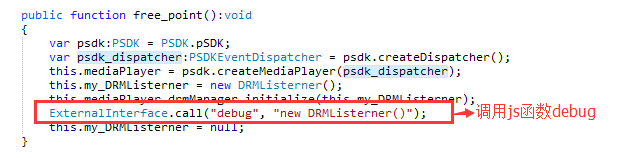 public function free_point():void
{
var psdk:PSDK = PSDK.pSDK;
var psdk_dispatcher:PSDKEventDispatcher = psdk.createDispatcher();
this.mediaPlayer = psdk.createMediaPlayer(psdk_dispatcher);
this.my_DRMListerner = new DRMListerner();
this.mediaPlayer.drmManager.initialize(this.my_DRMListerner);
ExternalInterface.call("debug", "new DRMListerner()"); 调用js函数debug
this.my_DRMListerner = null;
}